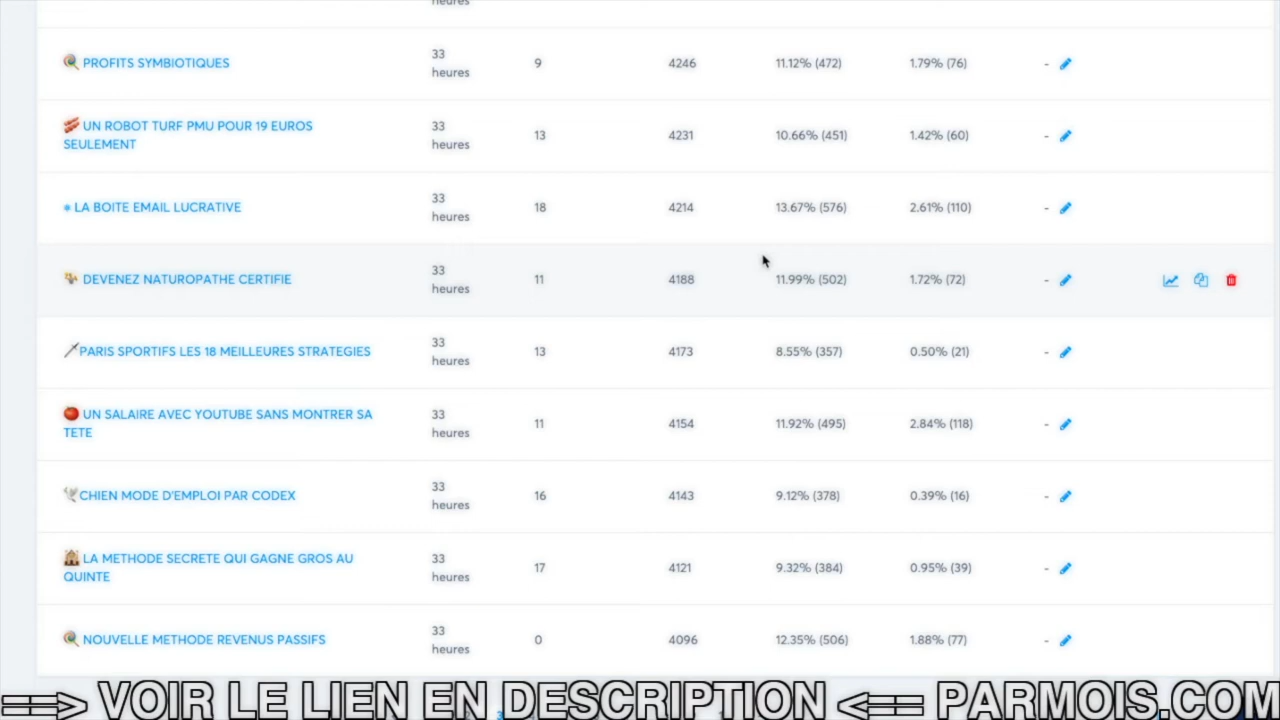 heures
PROFITS SYMBIOTIQUES 33 heures 9 4246 11.12% (472) 1.79% (76) -
UN ROBOT TURF PMU POUR 19 EUROS
SEULEMENT 33 heures 13 4231 10.66% (451) 1.42% (60) -
LA BOITE EMAIL LUCRATIVE 33 heures 18 4214 13.67% (576) 2.61% (110) -
DEVENEZ NATUROPATHE CERTIFIE 33 heures 11 4188 11.99% (502) 1.72% (72) -
PARIS SPORTIFS LES 18 MEILLEURES STRATEGIES 33 heures 13 4173 8.55% (357) 0.50% (21) -
UN SALAIRE AVEC YOUTUBE SANS MONTRER SA
TETE 33 heures 11 4154 11.92% (495) 2.84% (118) -
CHIEN MODE D'EMPLOI PAR CODEX 33 heures 16 4143 9.12% (378) 0.39% (16) -
LA METHODE SECRETE QUI GAGNE GROS AU
QUINTE 33 heures 17 4121 9.32% (384) 0.95% (39) -
NOUVELLE METHODE REVENUS PASSIFS 33 heures 0 4096 12.35% (506) 1.88% (77) -
==> VOIR LE LIEN EN DESCRIPTION <== PARMOIS.COM